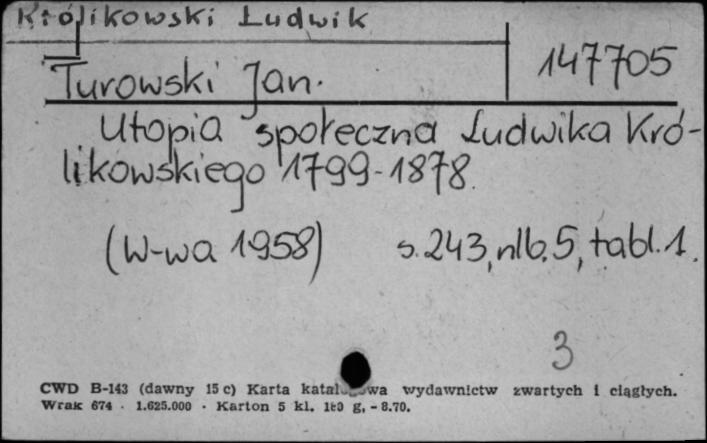 Królikowski Ludwik
147705
Turowski Jan.
Utopia społeczna Ludwika Kró-
likowskiego 1799-1878.
(W-wa 1958) s.243, nlb.5, tabl.1.
3
CWD B-143 (dawny 15 c) Karta wydawnictw zwartych i ciągłych.
Wrak 674 · 1.625.000 · Karton 5 kl. g. - 8.70.